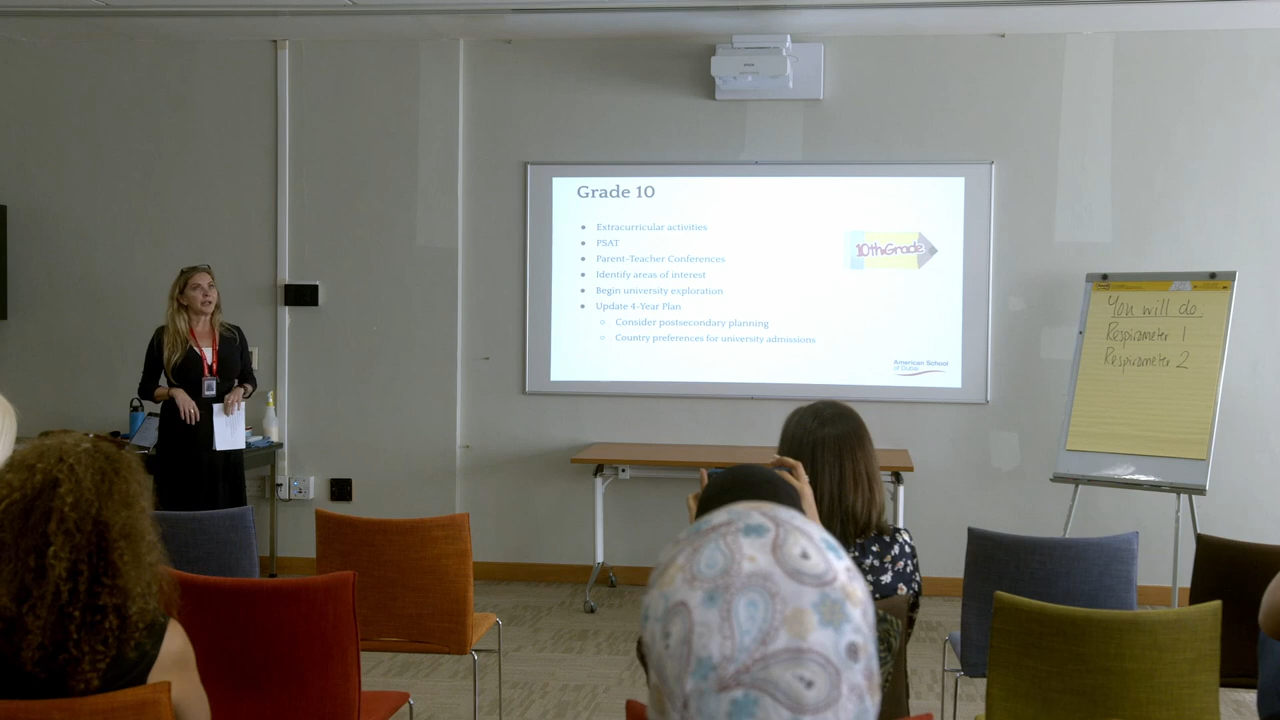 Grade 10
● Extracurricular activities
● PSAT
● Parent-Teacher Conferences
● Identify areas of interest
● Begin university exploration
● Update 4-Year Plan
○ Consider postsecondary planning
○ Country preferences for university admissions
10thGrade
American School
of Dubai
You will do
Respirometer 1
Respirometer 2